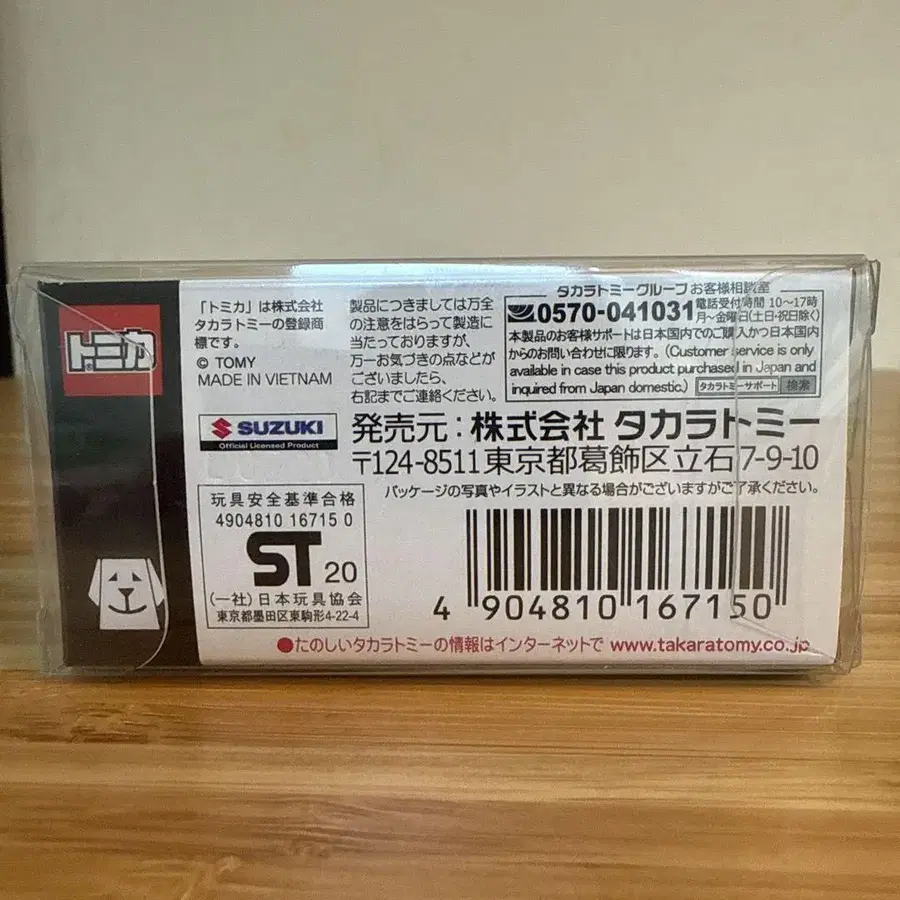 トミカ
「トミカ」は株式会社
タカラトミーの登録商
標です。
© TOMY
MADE IN VIETNAM
SUZUKI
Official Licensed Product
玩具安全基準合格
4904810 16715 0
ST 20
(一社)日本玩具協会
東京都墨田区東駒形4-22-4
製品につきましては万全
の注意をはらって製造に
当たっておりますが、
万一お気づきの点などが
ございましたら、
右記までご連絡ください。
タカラトミーグループお客様相談室
0570-041031 電話受付時間 10〜17時
月〜金曜日(土日・祝日除く)
本製品のお客様サポートは日本国内でのご購入かつ日本国内
からのお問い合わせに限ります。(Customer service is only
available in case this product purchased in Japan and
inquired from Japan domestic.) タカラトミーサポート 検索
発売元:株式会社 タカラトミー
〒124-8511東京都葛飾区立石7-9-10
パッケージの写真やイラストと異なる場合がございますがご了承ください。
4 904810 167150
●たのしいタカラトミーの情報はインターネットで www.takaratomy.co.jp